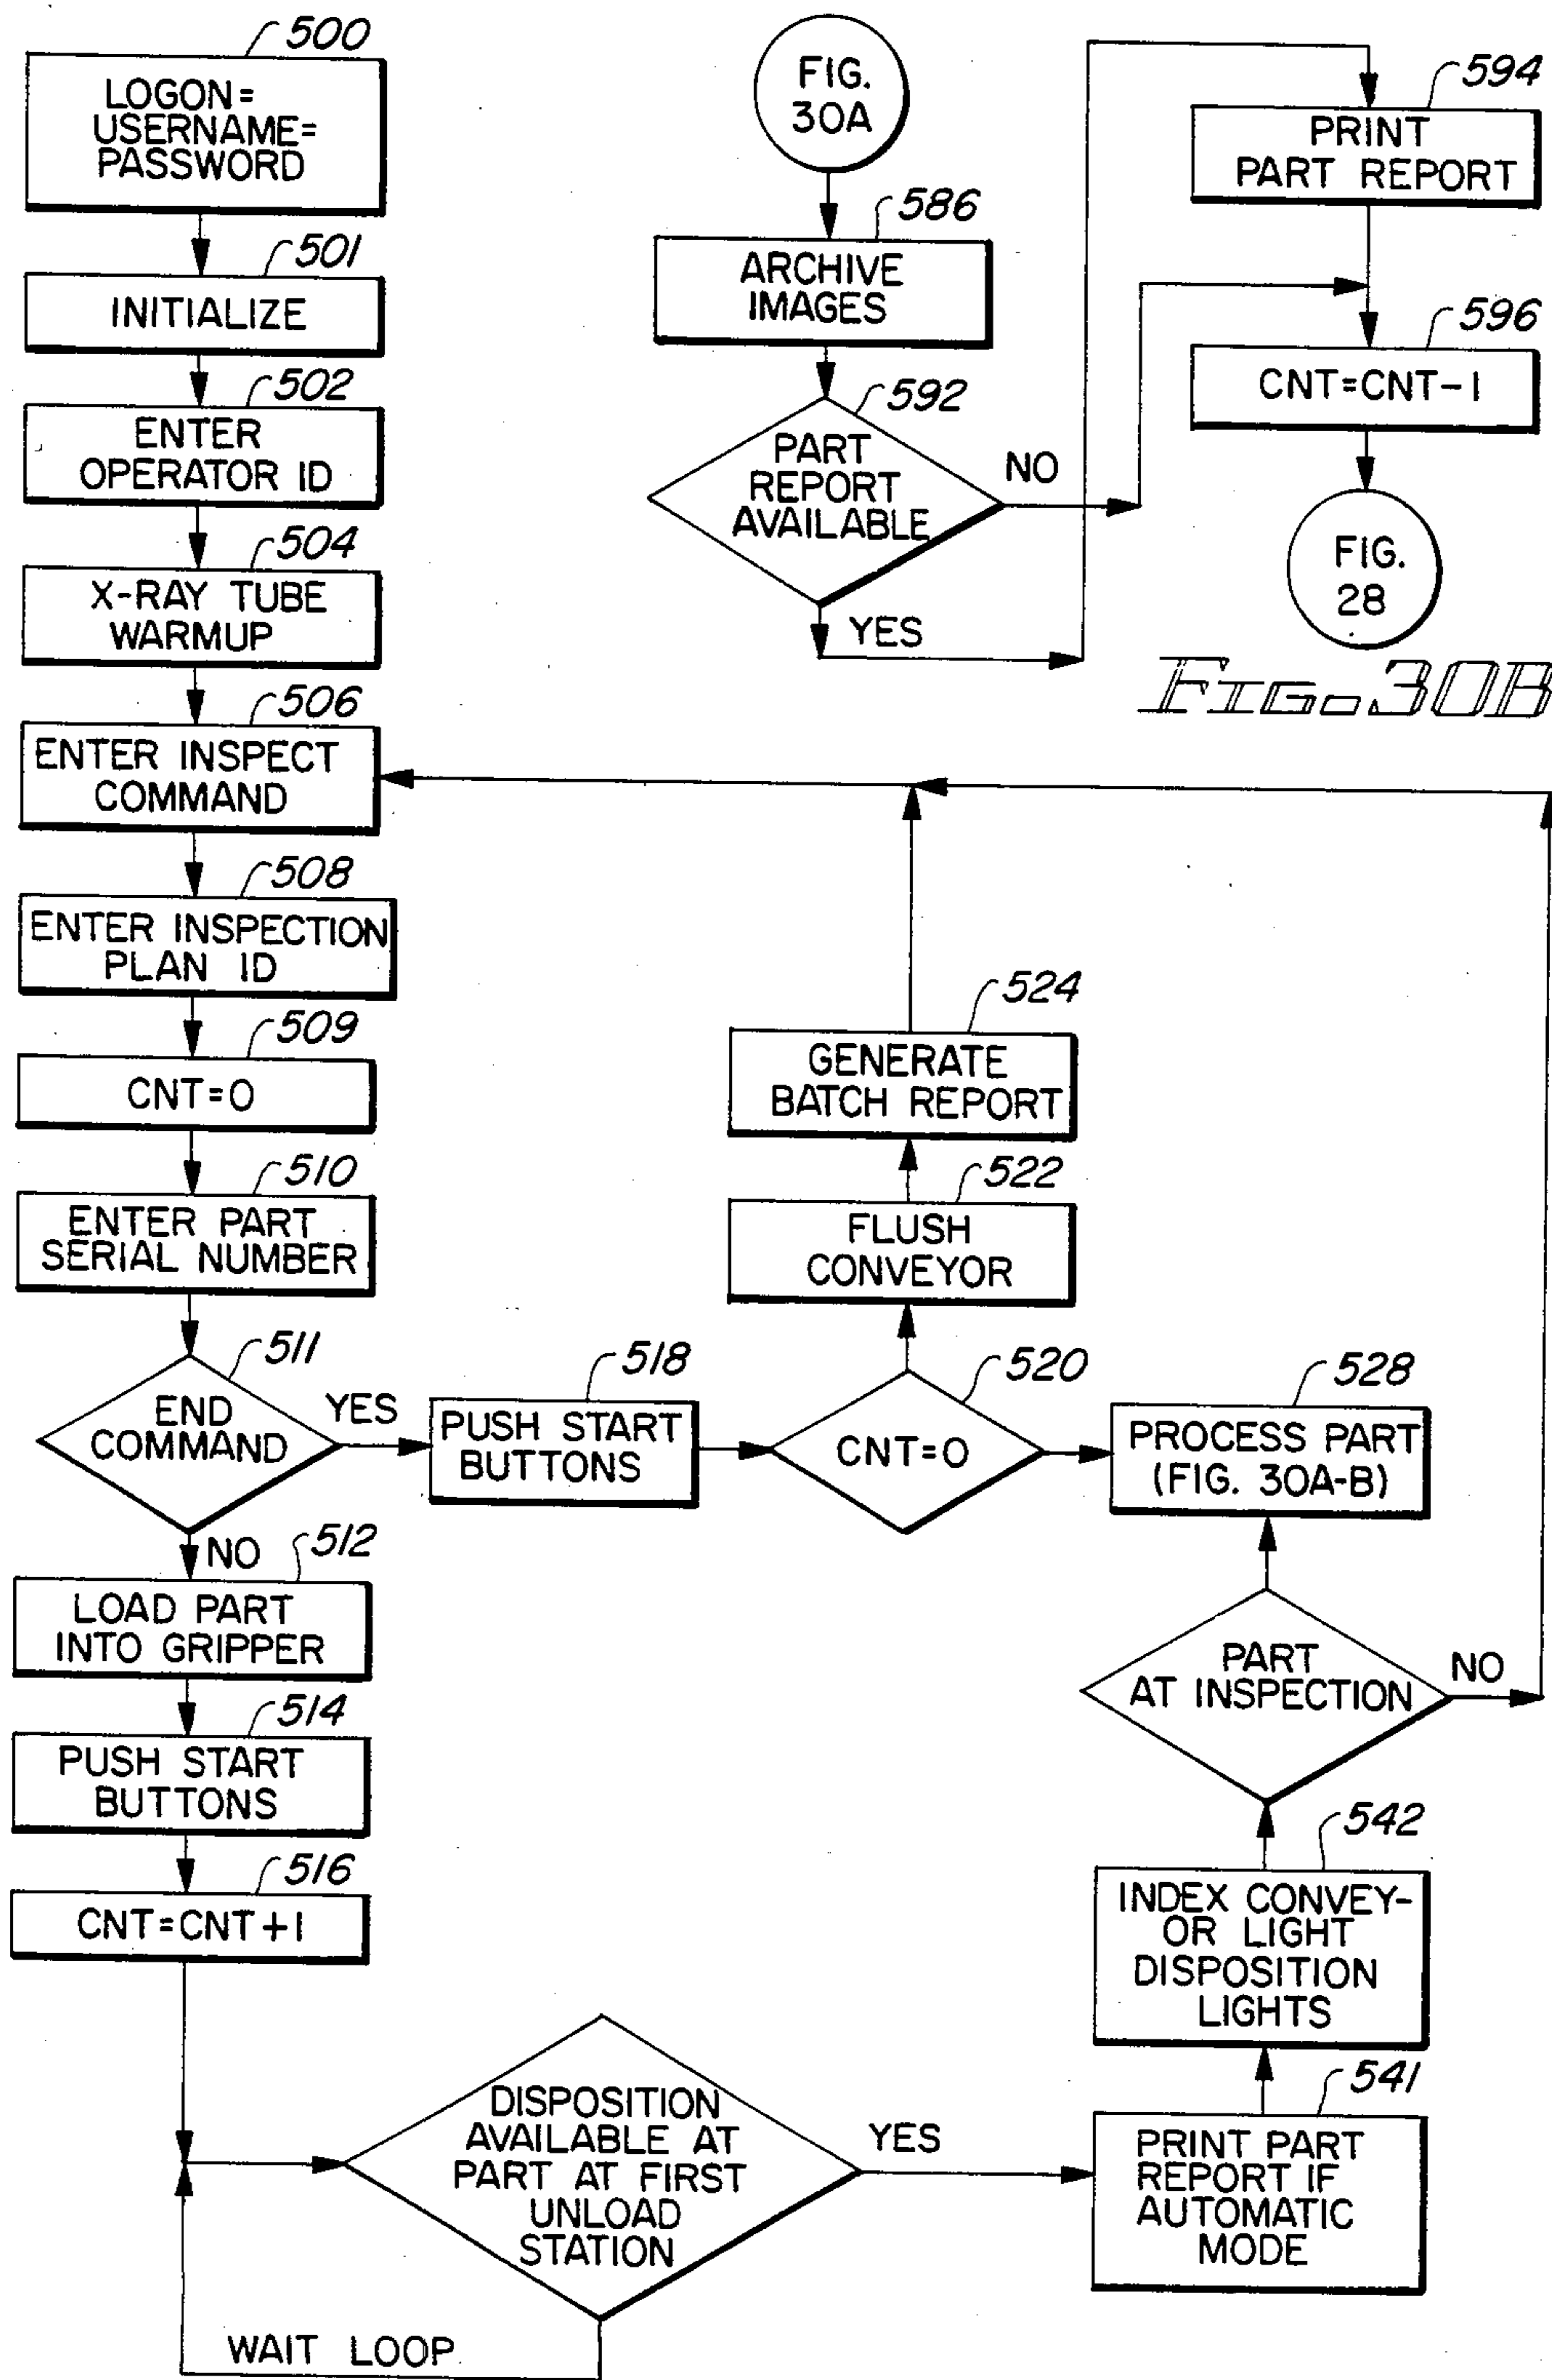 500
LOGON=
USERNAME=
PASSWORD
501
INITIALIZE
502
ENTER
OPERATOR ID
504
X-RAY TUBE
WARMUP
506
ENTER INSPECT
COMMAND
508
ENTER INSPECTION
PLAN ID
509
CNT=0
510
ENTER PART
SERIAL NUMBER
511
END
COMMAND
YES
NO
512
LOAD PART
INTO GRIPPER
514
PUSH START
BUTTONS
516
CNT=CNT+1
DISPOSITION
AVAILABLE AT
PART AT FIRST
UNLOAD
STATION
YES
WAIT LOOP
518
PUSH START
BUTTONS
520
CNT=0
522
FLUSH
CONVEYOR
524
GENERATE
BATCH REPORT
528
PROCESS PART
(FIG. 30A-B)
PART
AT INSPECTION
NO
542
INDEX CONVEY-
OR LIGHT
DISPOSITION
LIGHTS
541
PRINT PART
REPORT IF
AUTOMATIC
MODE
FIG.
30A
586
ARCHIVE
IMAGES
592
PART
REPORT
AVAILABLE
NO
YES
594
PRINT
PART REPORT
596
CNT=CNT-1
FIG.
28
FIG. 30B